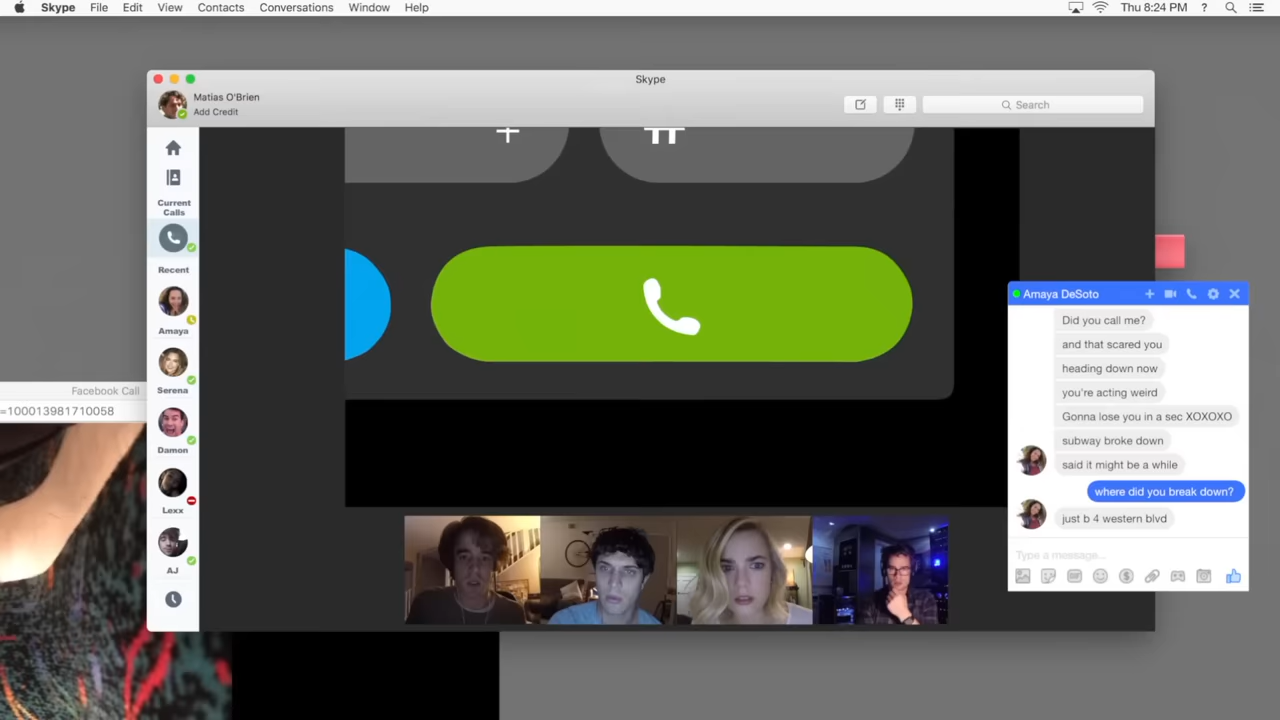 Skype File Edit View Contacts Conversations Window Help Thu 8:24 PM ?
Skype
Matias O'Brien
Add Credit
Search
Current
Calls
Recent
Amaya
Serena
Damon
Lexx
AJ
Facebook Call
=100013981710058
+
#
Amaya DeSoto
Did you call me?
and that scared you
heading down now
you're acting weird
Gonna lose you in a sec XOXOXO
subway broke down
said it might be a while
where did you break down?
just b 4 western blvd
Type a message...